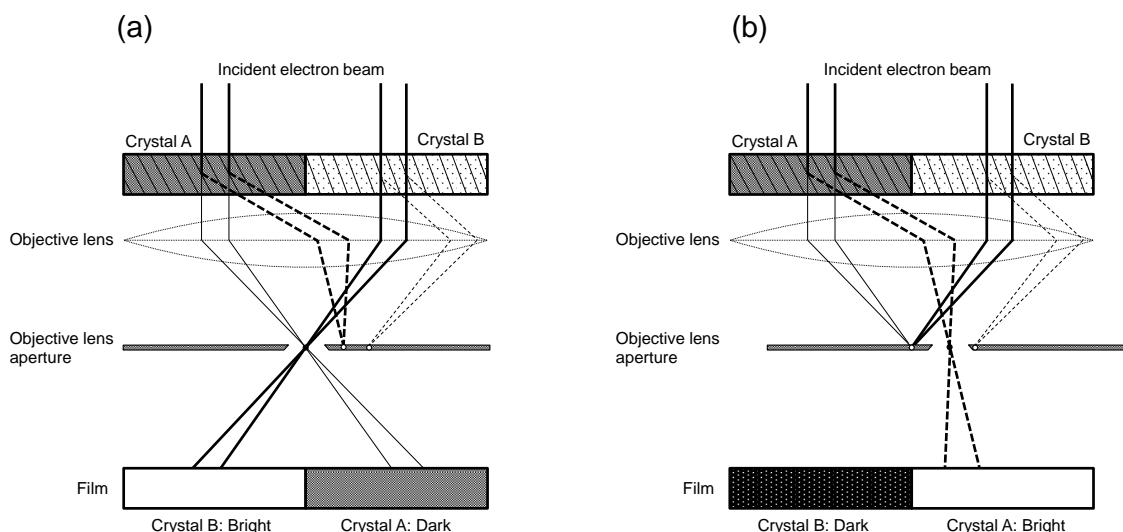 (a)
Incident electron beam
Crystal A
Crystal B
Objective lens
Objective lens
aperture
Film
Crystal B: Bright
Crystal A: Dark
(b)
Incident electron beam
Crystal A
Crystal B
Objective lens
Objective lens
aperture
Film
Crystal B: Dark
Crystal A: Bright